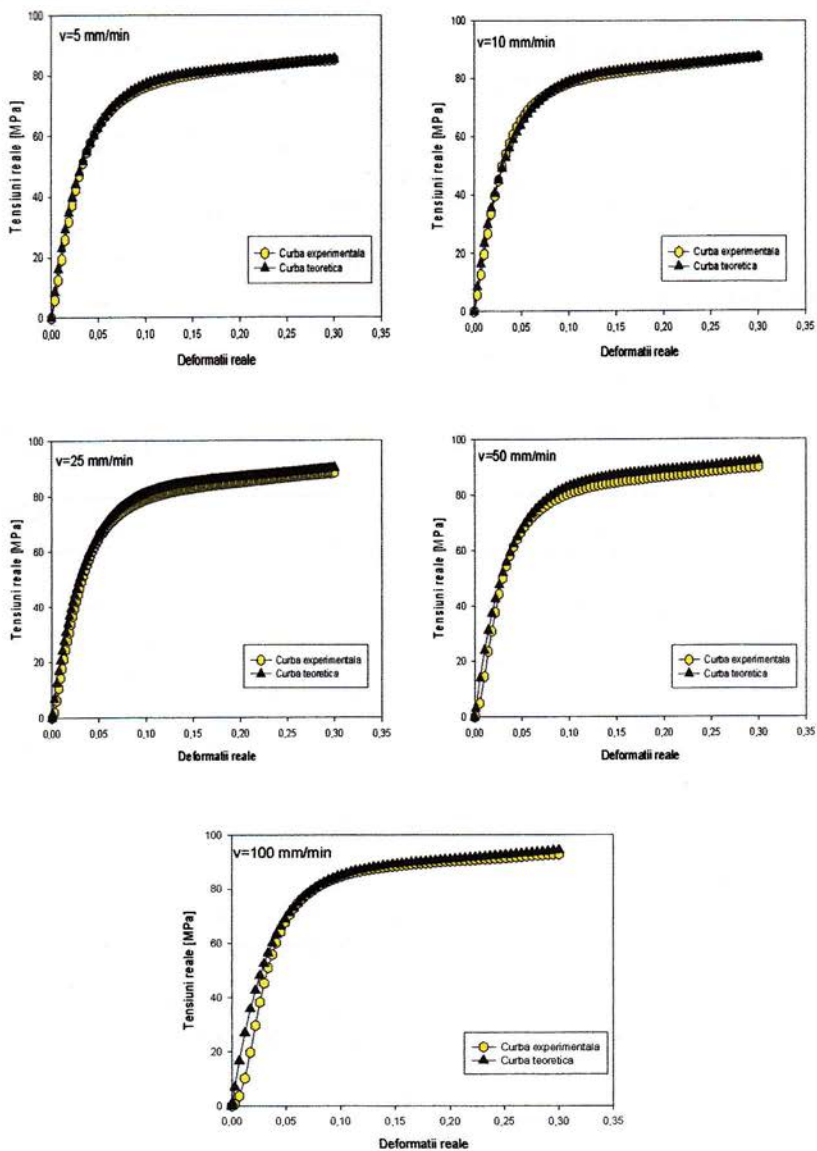 v=5 mm/min
Tensiuni reale [MPa]
100
80
60
40
20
0
Curba experimentala
Curba teoretica
0,00 0,05 0,10 0,15 0,20 0,25 0,30 0,35
Deformatii reale
v=10 mm/min
Tensiuni reale [MPa]
100
80
60
40
20
0
Curba experimentala
Curba teoretica
0,00 0,05 0,10 0,15 0,20 0,25 0,30 0,35
Deformatii reale
v=25 mm/min
Tensiuni reale [MPa]
100
80
60
40
20
0
Curba experimentala
Curba teoretica
0,00 0,05 0,10 0,15 0,20 0,25 0,30 0,35
Deformatii reale
v=50 mm/min
Tensiuni reale [MPa]
100
80
60
40
20
0
Curba experimentala
Curba teoretica
0,00 0,05 0,10 0,15 0,20 0,25 0,30 0,35
Deformatii reale
v=100 mm/min
Tensiuni reale [MPa]
100
80
60
40
20
0
Curba experimentala
Curba teoretica
0,00 0,05 0,10 0,15 0,20 0,25 0,30 0,35
Deformatii reale